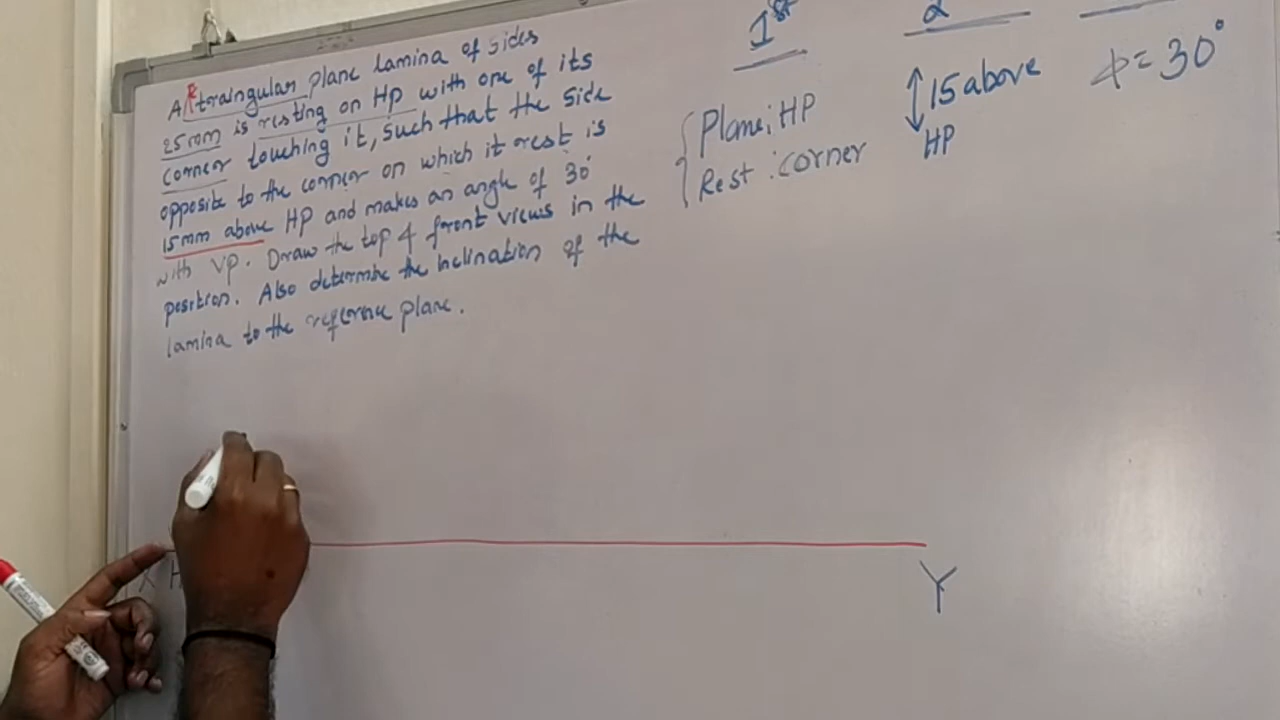 A R traingular plane lamina of sides
25mm is resting on HP with one of its
corner touching it, such that the side
opposite to the corner on which it rest is
15mm above HP and makes an angle of 30°
with VP. Draw the top & front views in the
position. Also determine the inclination of the
lamina to the reference plane.
1st
Plane: HP
Rest : corner
2
15 above
HP
ϕ = 30°
X H
Y